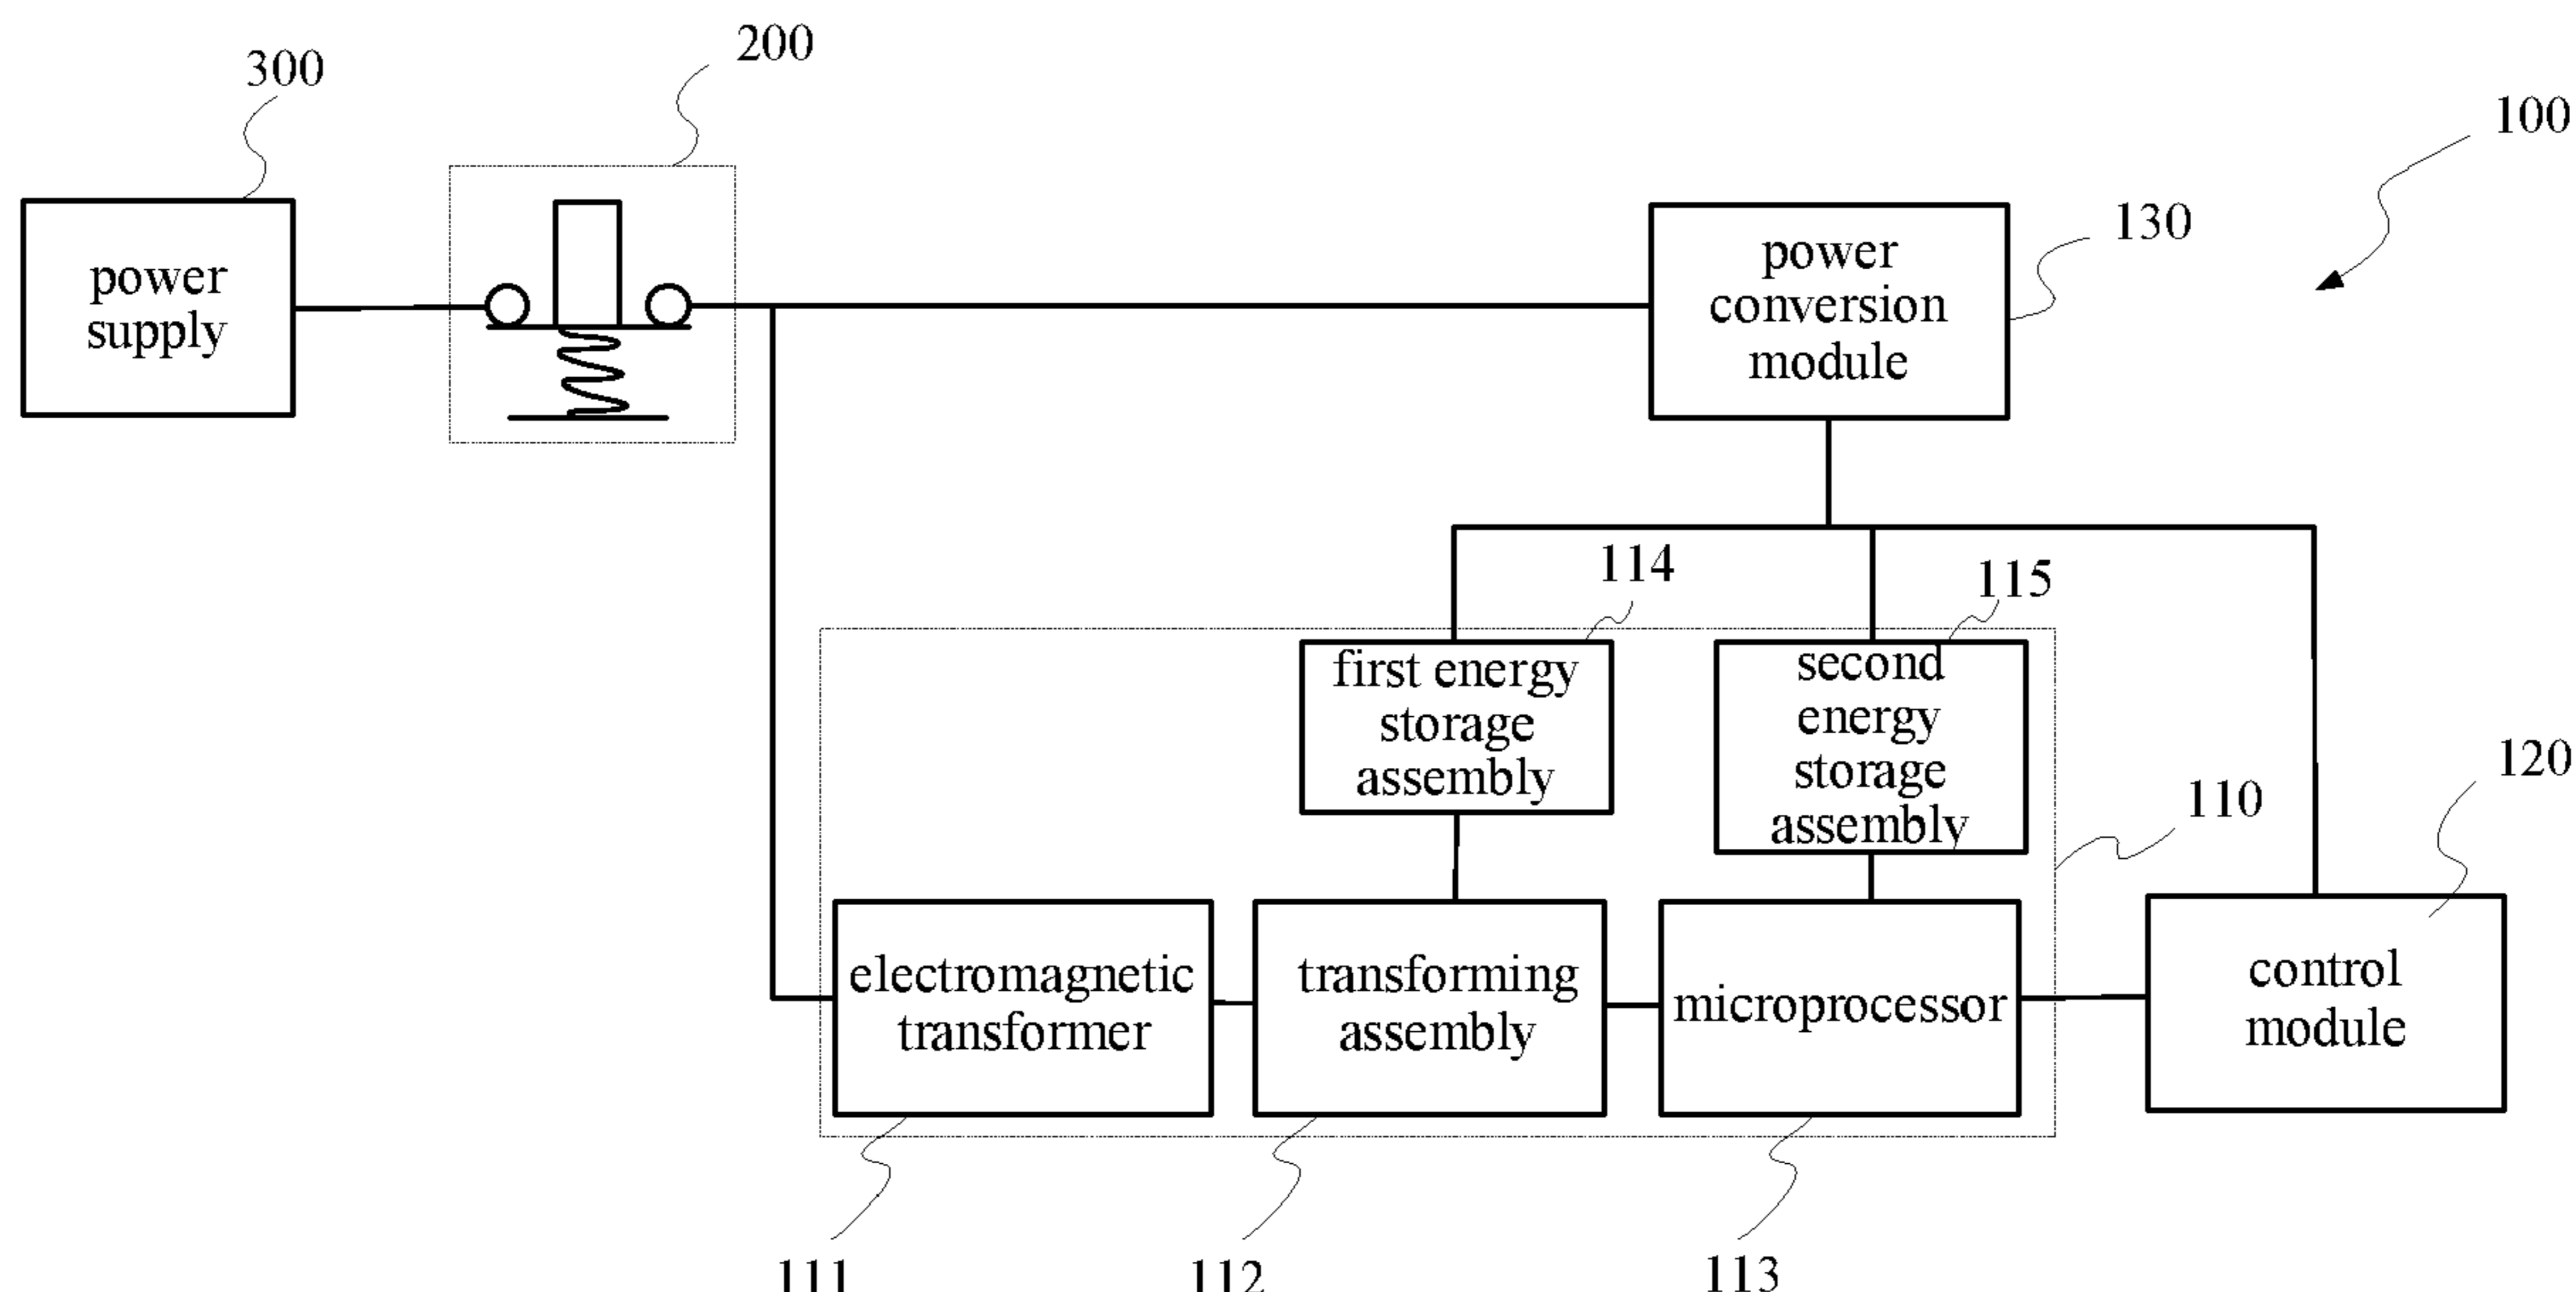 200
300
100
130
power
supply
power
conversion
module
114
115
first energy
storage
assembly
second
energy
storage
assembly
120
110
electromagnetic
transformer
transforming
assembly
microprocessor
control
module
111
112
113